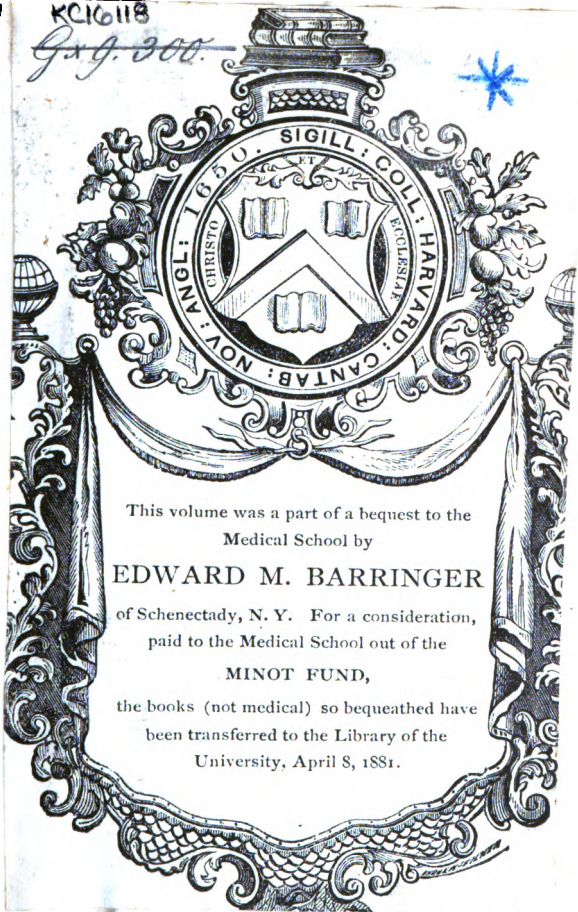 KC16118
Gxg. 300.
SIGILL: COLL: HARVARD: CANTAB: NOV: ANGL: 1650.
CHRISTO ET ECCLESIAE
This volume was a part of a bequest to the
Medical School by
EDWARD M. BARRINGER
of Schenectady, N. Y. For a consideration,
paid to the Medical School out of the
MINOT FUND,
the books (not medical) so bequeathed have
been transferred to the Library of the
University, April 8, 1881.